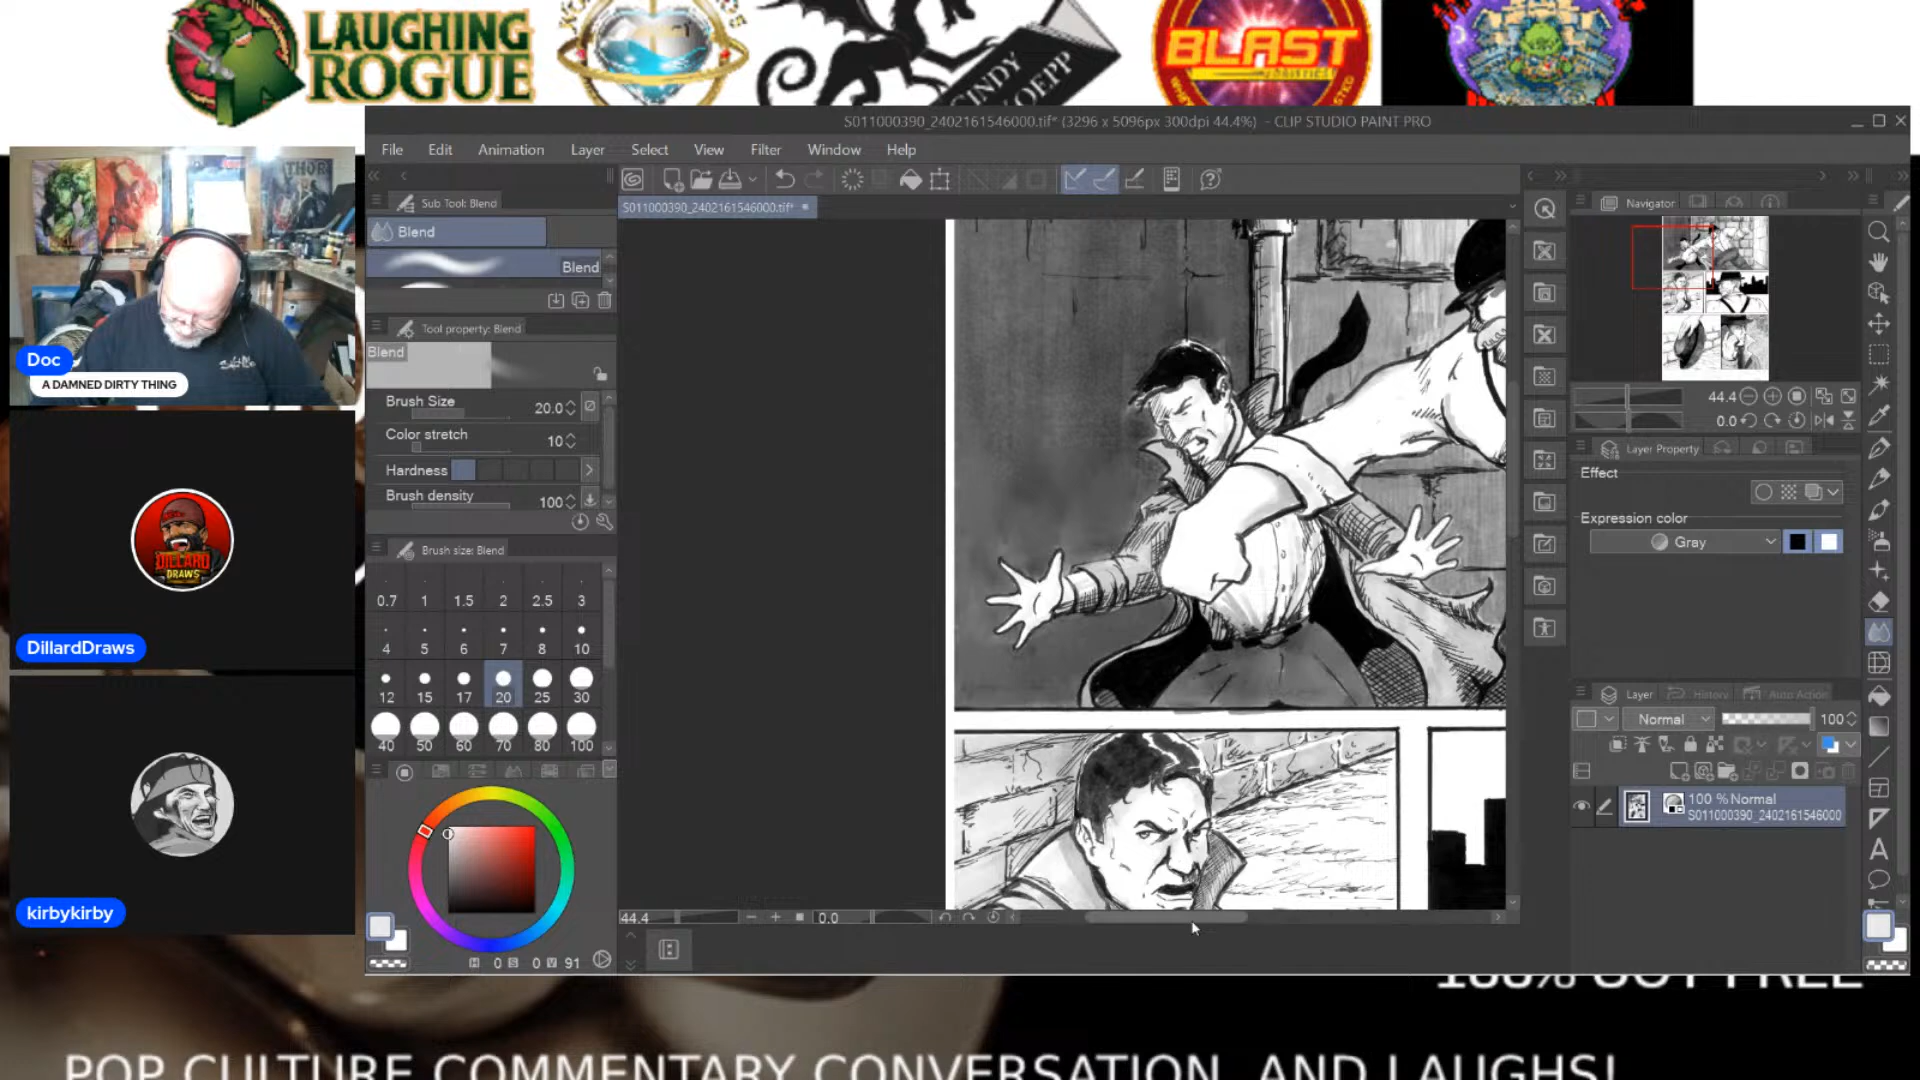 LAUGHING
ROGUE
CINDY
KOEPP
BLAST
THOR
Doc
A DAMNED DIRTY THING
DILLARD
DRAWS
DillardDraws
kirbykirby
S011000390_2402161546000.tif* (3296 x 5096px 300dpi 44.4%) - CLIP STUDIO PAINT PRO
File Edit Animation Layer Select View Filter Window Help
Sub Tool: Blend
Blend
Blend
Tool property: Blend
Blend
Brush Size 20.0
Color stretch 10
Hardness
Brush density 100
Brush size: Blend
0.7 1 1.5 2 2.5 3
4 5 6 7 8 10
12 15 17 20 25 30
40 50 60 70 80 100
H 0 S 0 V 91
S011000390_2402161546000.tif*
44.4 0.0
Navigator
44.4
0.0
Layer Property
Effect
Expression color
Gray
Layer History Auto Action
Normal 100
100 % Normal
S011000390_2402161546000
POP CULTURE COMMENTARY CONVERSATION, AND LAUGHS!